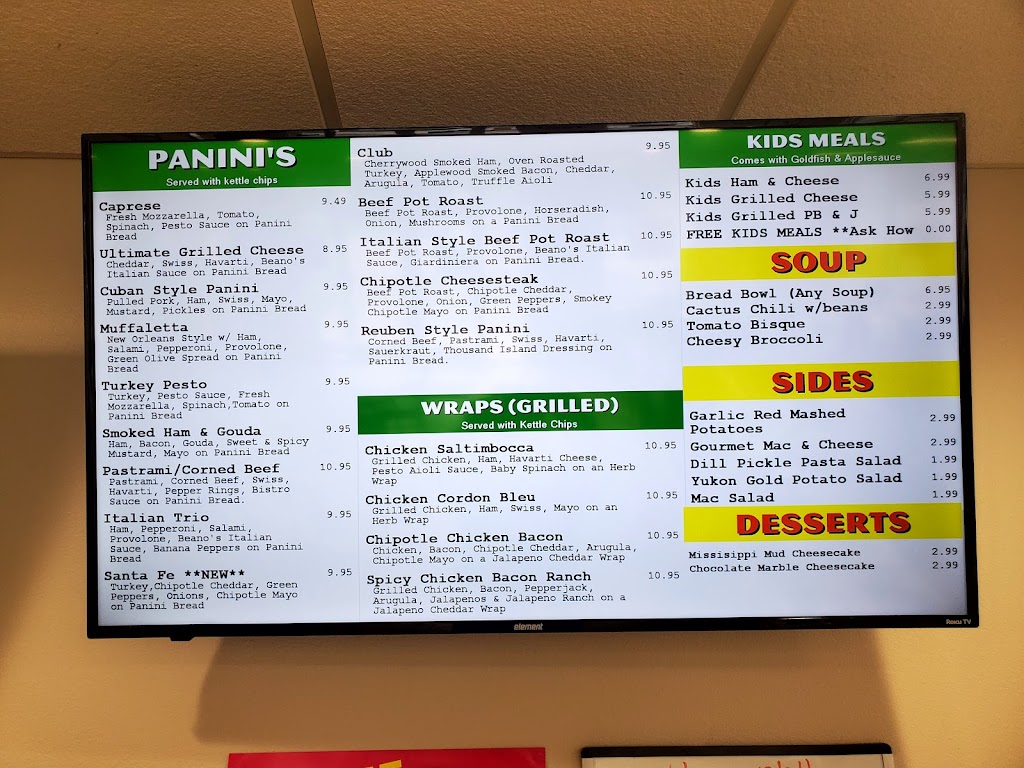 PANINI'S
Served with kettle chips
Caprese 9.49
Fresh Mozzarella, Tomato,
Spinach, Pesto Sauce on Panini
Bread
Ultimate Grilled Cheese 8.95
Cheddar, Swiss, Havarti, Beano's
Italian Sauce on Panini Bread
Cuban Style Panini 9.95
Pulled Pork, Ham, Swiss, Mayo,
Mustard, Pickles on Panini Bread
Muffaletta 9.95
New Orleans Style w/ Ham,
Salami, Pepperoni, Provolone,
Green Olive Spread on Panini
Bread
Turkey Pesto 9.95
Turkey, Pesto Sauce, Fresh
Mozzarella, Spinach,Tomato on
Panini Bread
Smoked Ham & Gouda 9.95
Ham, Bacon, Gouda, Sweet & Spicy
Mustard, Mayo on Panini Bread
Pastrami/Corned Beef 10.95
Pastrami, Corned Beef, Swiss,
Havarti, Pepper Rings, Bistro
Sauce on Panini Bread.
Italian Trio 9.95
Ham, Pepperoni, Salami,
Provolone, Beano's Italian
Sauce, Banana Peppers on Panini
Bread
Santa Fe **NEW** 9.95
Turkey,Chipotle Cheddar, Green
Peppers, Onions, Chipotle Mayo
on Panini Bread
Club 9.95
Cherrywood Smoked Ham, Oven Roasted
Turkey, Applewood Smoked Bacon, Cheddar,
Arugula, Tomato, Truffle Aioli
Beef Pot Roast 10.95
Beef Pot Roast, Provolone, Horseradish,
Onion, Mushrooms on a Panini Bread
Italian Style Beef Pot Roast 10.95
Beef Pot Roast, Provolone, Beano's Italian
Sauce, Giardiniera on Panini Bread.
Chipotle Cheesesteak 10.95
Beef Pot Roast, Chipotle Cheddar,
Provolone, Onion, Green Peppers, Smokey
Chipotle Mayo on Panini Bread
Reuben Style Panini 10.95
Corned Beef, Pastrami, Swiss, Havarti,
Sauerkraut, Thousand Island Dressing on
Panini Bread.
WRAPS (GRILLED)
Served with Kettle Chips
Chicken Saltimbocca 10.95
Grilled Chicken, Ham, Havarti Cheese,
Pesto Aioli Sauce, Baby Spinach on an Herb
Wrap
Chicken Cordon Bleu 10.95
Grilled Chicken, Ham, Swiss, Mayo on an
Herb Wrap
Chipotle Chicken Bacon 10.95
Chicken, Bacon, Chipotle Cheddar, Arugula,
Chipotle Mayo on a Jalapeno Cheddar Wrap
Spicy Chicken Bacon Ranch 10.95
Grilled Chicken, Bacon, Pepperjack,
Arugula, Jalapenos & Jalapeno Ranch on a
Jalapeno Cheddar Wrap
KIDS MEALS
Comes with Goldfish & Applesauce
Kids Ham & Cheese 6.99
Kids Grilled Cheese 5.99
Kids Grilled PB & J 5.99
FREE KIDS MEALS **Ask How 0.00
SOUP
Bread Bowl (Any Soup) 6.95
Cactus Chili w/beans 2.99
Tomato Bisque 2.99
Cheesy Broccoli 2.99
SIDES
Garlic Red Mashed
Potatoes 2.99
Gourmet Mac & Cheese 2.99
Dill Pickle Pasta Salad 1.99
Yukon Gold Potato Salad 1.99
Mac Salad 1.99
DESSERTS
Missisippi Mud Cheesecake 2.99
Chocolate Marble Cheesecake 2.99
element
Roku TV